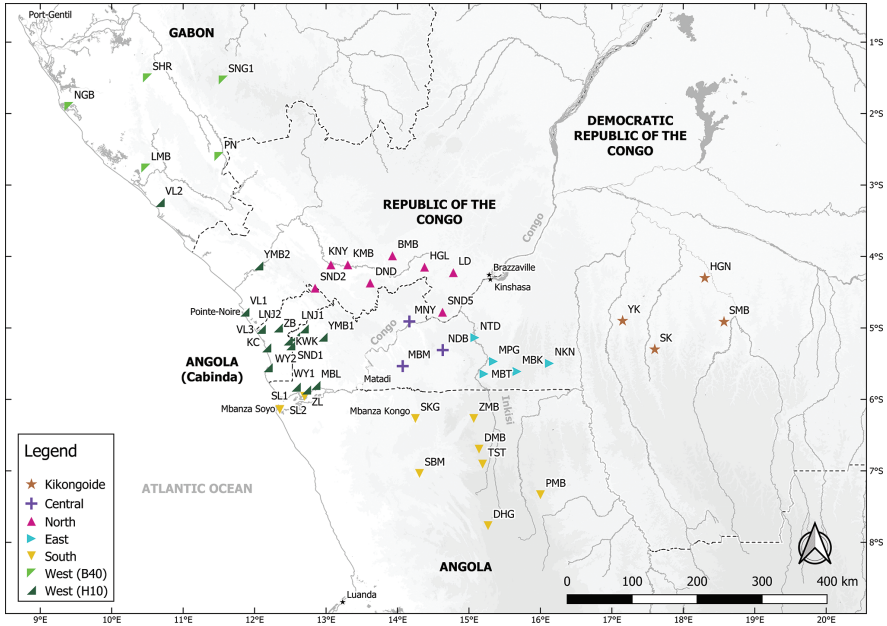 Port-Gentil
GABON
1°S
SHR
SNG1
NGB
2°S
DEMOCRATIC
REPUBLIC OF THE
CONGO
PN
LMB
VL2
3°S
REPUBLIC OF THE
CONGO
Congo
YMB2
KNY
KMB
BMB
HGL
LD
Brazzaville
Kinshasa
4°S
HGN
SND2
DND
VL1
Pointe-Noire
LNJ2
LNJ1
MNY
SND5
YK
SMB
VL3
ZB
YMB1
Congo
NTD
5°S
KC
KWK
NDB
MPG
NKN
SK
ANGOLA
(Cabinda)
WY2
SND1
MBM
MBK
WY1
MBL
Matadi
MBT
SL1
ZL
6°S
Mbanza Soyo
SL2
Mbanza Kongo
SKG
ZMB
Inkisi
DMB
TST
SBM
7°S
PMB
DHG
ATLANTIC OCEAN
8°S
ANGOLA
Luanda
Legend
Kikongoide
Central
North
East
South
West (B40)
West (H10)
0 100 200 300 400 km
9°E 10°E 11°E 12°E 13°E 14°E 15°E 16°E 17°E 18°E 19°E 20°E